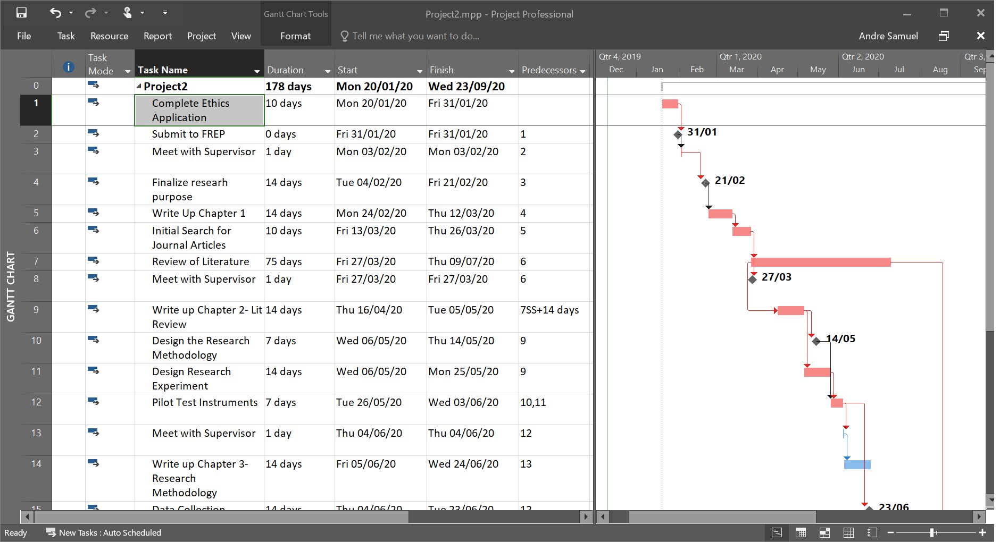 Gantt Chart Tools
Project2.mpp - Project Professional
File Task Resource Report Project View Format Tell me what you want to do... Andre Samuel
GANTT CHART
Task Mode Task Name Duration Start Finish Predecessors
Qtr 4, 2019 Qtr 1, 2020 Qtr 2, 2020 Qtr 3,
Dec Jan Feb Mar Apr May Jun Jul Aug
0 Project2 178 days Mon 20/01/20 Wed 23/09/20
1 Complete Ethics 10 days Mon 20/01/20 Fri 31/01/20
Application
2 Submit to FREP 0 days Fri 31/01/20 Fri 31/01/20 1 31/01
3 Meet with Supervisor 1 day Mon 03/02/20 Mon 03/02/20 2
4 Finalize researh 14 days Tue 04/02/20 Fri 21/02/20 3 21/02
purpose
5 Write Up Chapter 1 14 days Mon 24/02/20 Thu 12/03/20 4
6 Initial Search for 10 days Fri 13/03/20 Thu 26/03/20 5
Journal Articles
7 Review of Literature 75 days Fri 27/03/20 Thu 09/07/20 6
8 Meet with Supervisor 1 day Fri 27/03/20 Fri 27/03/20 6 27/03
9 Write up Chapter 2- Lit 14 days Thu 16/04/20 Tue 05/05/20 7SS+14 days
Review
10 Design the Research 7 days Wed 06/05/20 Thu 14/05/20 9 14/05
Methodology
11 Design Research 14 days Wed 06/05/20 Mon 25/05/20 9
Experiment
12 Pilot Test Instruments 7 days Tue 26/05/20 Wed 03/06/20 10,11
13 Meet with Supervisor 1 day Thu 04/06/20 Thu 04/06/20 12
14 Write up Chapter 3- 14 days Fri 05/06/20 Wed 24/06/20 13
Research
Methodology
15 Data Collection 14 days Thu 04/06/20 Tue 23/06/20 12 23/06
Ready New Tasks : Auto Scheduled